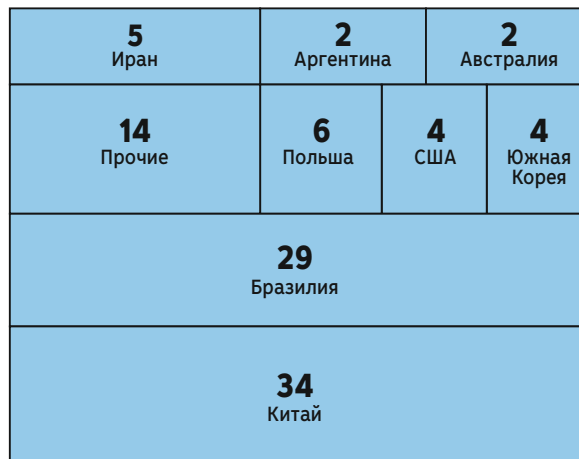 5
Иран
2
Аргентина
2
Австралия
14
Прочие
6
Польша
4
США
4
Южная
Корея
29
Бразилия
34
Китай